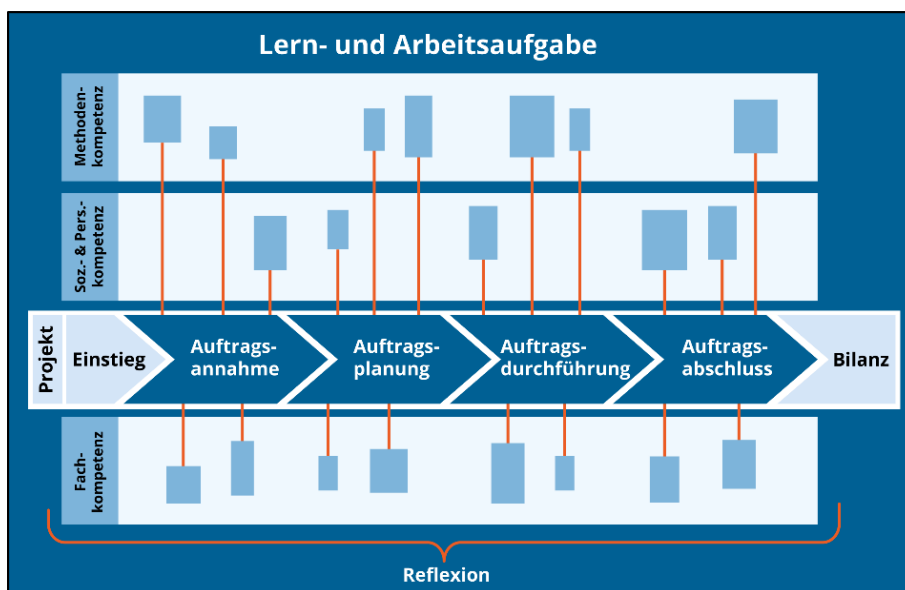 Lern- und Arbeitsaufgabe
Methoden-
kompetenz
Soz.- & Pers.-
kompetenz
Projekt
Einstieg
Auftrags-
annahme
Auftrags-
planung
Auftrags-
durchführung
Auftrags-
abschluss
Bilanz
Fach-
kompetenz
Reflexion